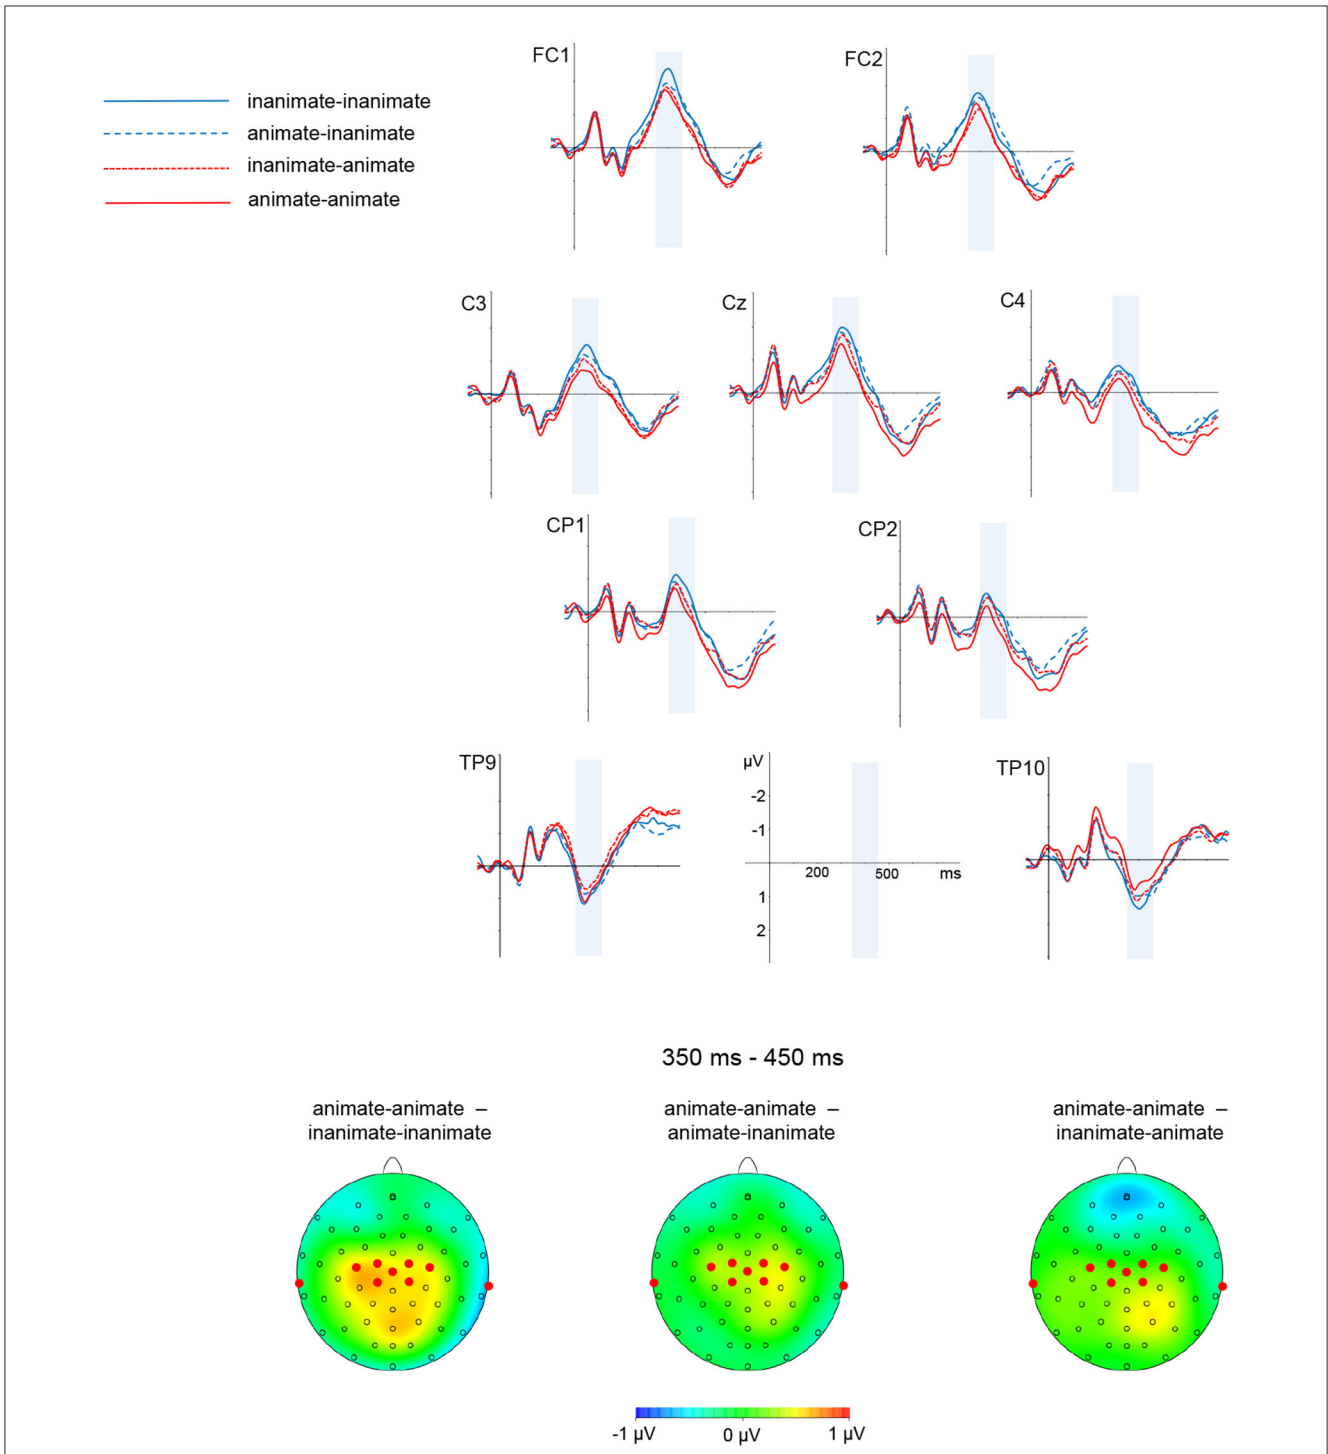 FC1
FC2
inanimate-inanimate
animate-inanimate
inanimate-animate
animate-animate
C3
Cz
C4
CP1
CP2
TP9
µV
TP10
-2
-1
200
500
ms
1
2
350 ms - 450 ms
animate-animate –
inanimate-inanimate
animate-animate –
animate-inanimate
animate-animate –
inanimate-animate
-1 µV
0 µV
1 µV